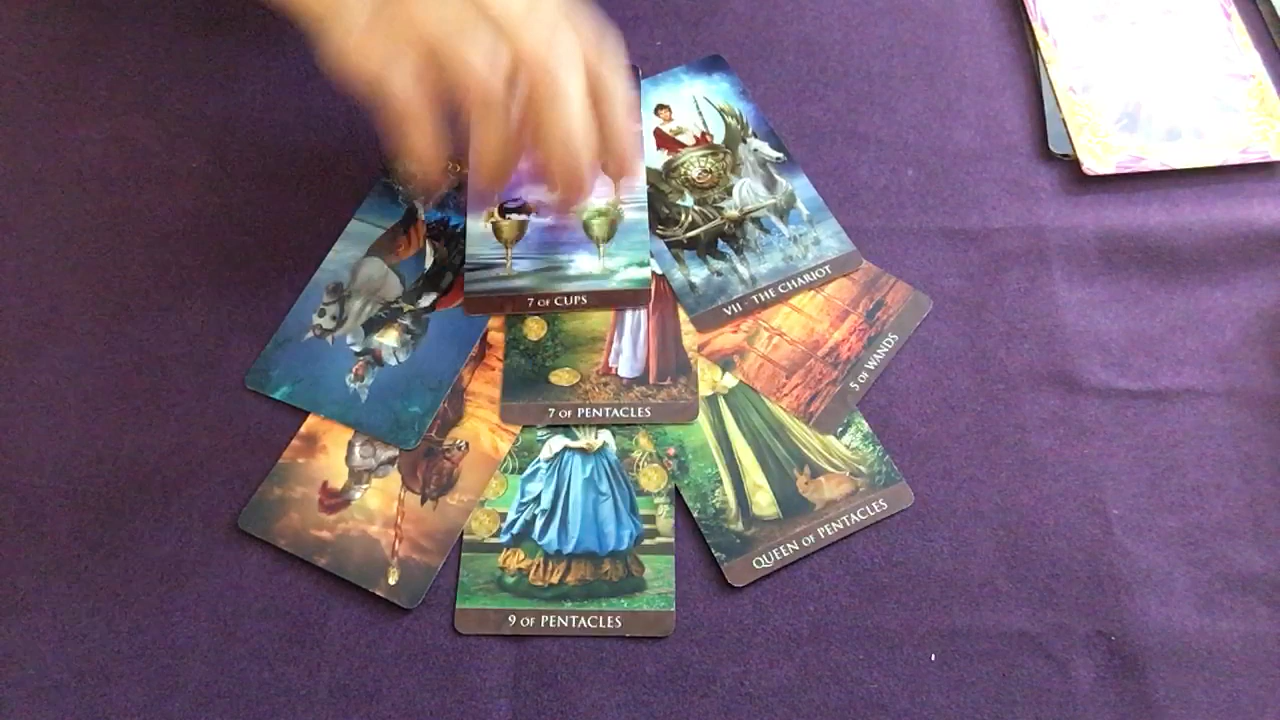 7 OF CUPS
VII - THE CHARIOT
5 OF WANDS
7 OF PENTACLES
QUEEN OF PENTACLES
9 OF PENTACLES